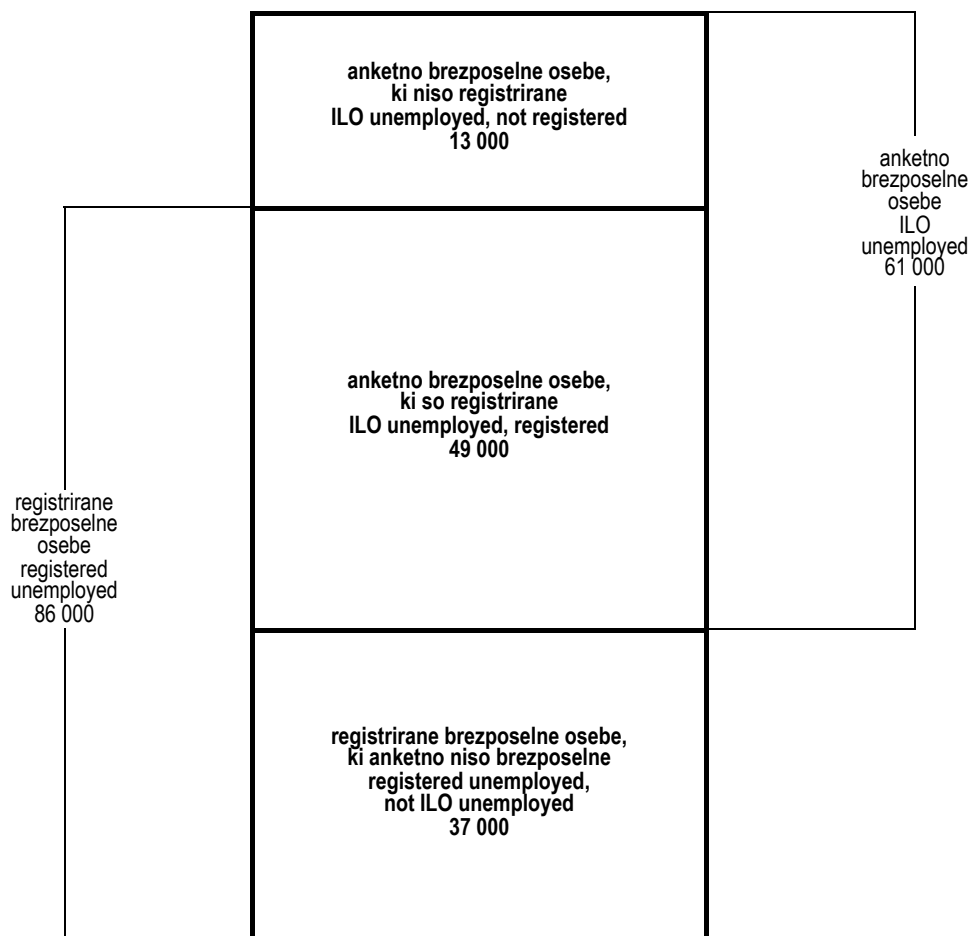 anketno brezposelne osebe,
ki niso registrirane
ILO unemployed, not registered
13 000
anketno
brezposelne
osebe
ILO
unemployed
61 000
anketno brezposelne osebe,
ki so registrirane
ILO unemployed, registered
49 000
registrirane
brezposelne
osebe
registered
unemployed
86 000
registrirane brezposelne osebe,
ki anketno niso brezposelne
registered unemployed,
not ILO unemployed
37 000